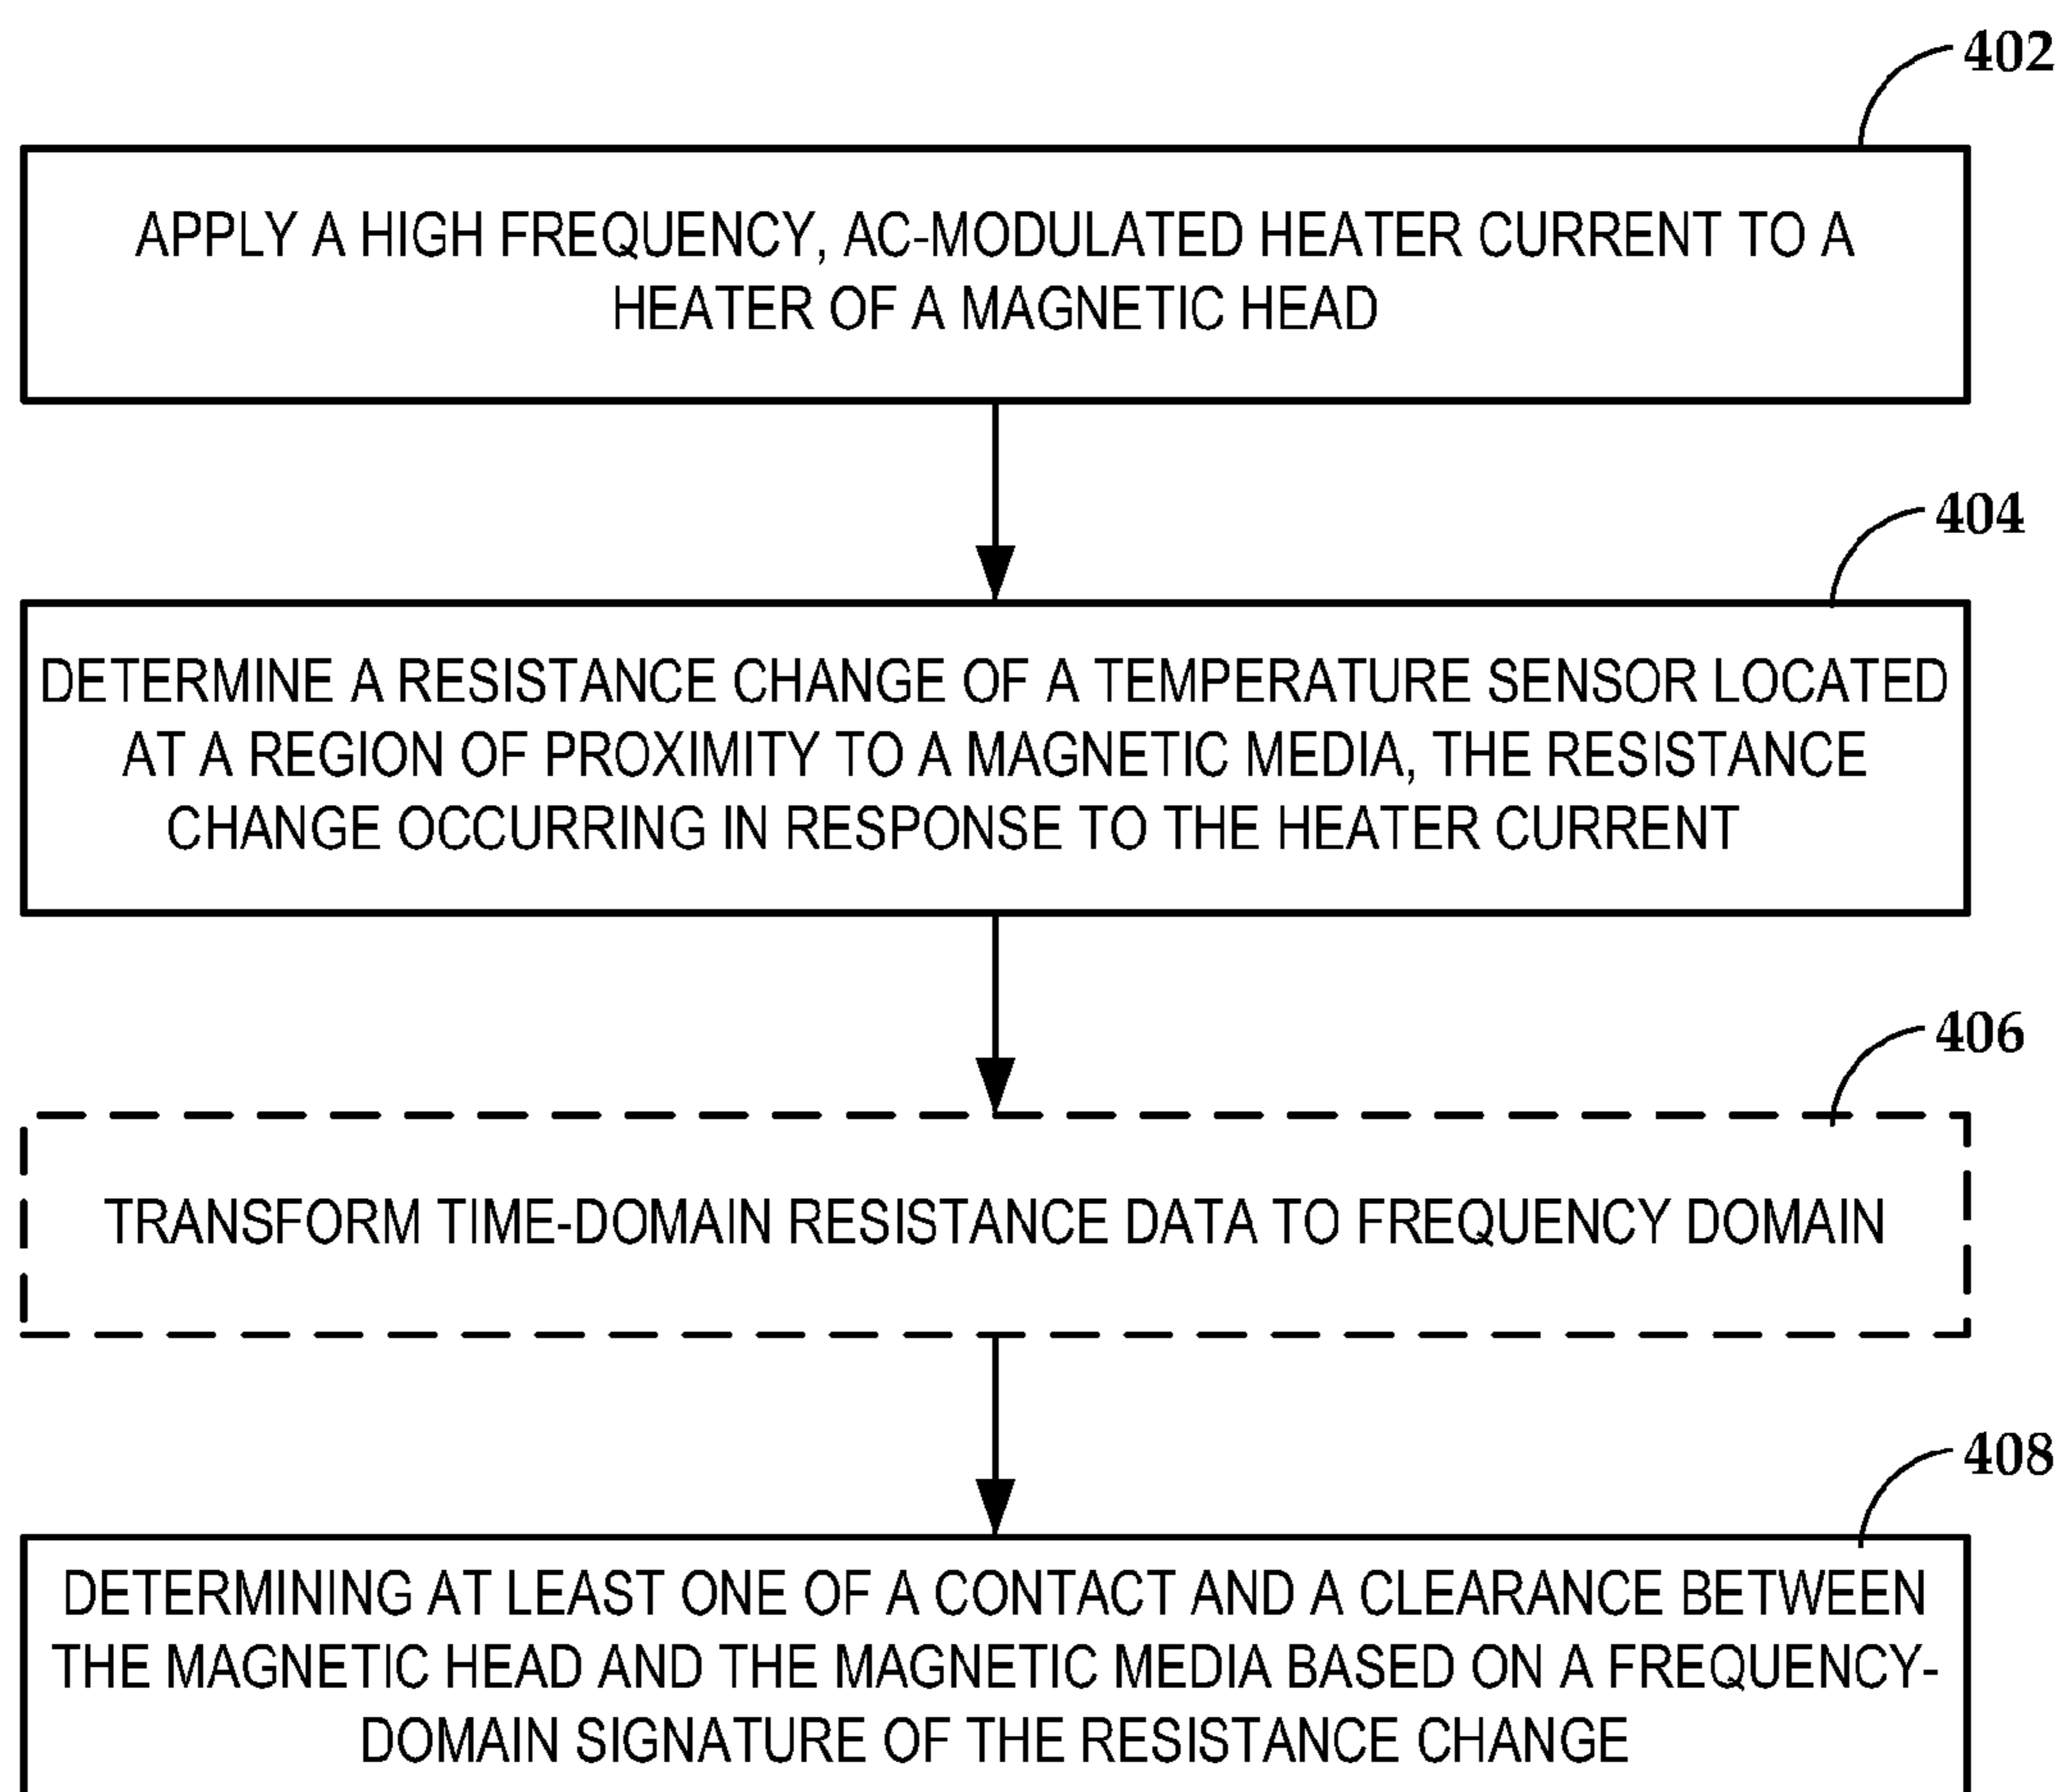 402
APPLY A HIGH FREQUENCY, AC-MODULATED HEATER CURRENT TO A
HEATER OF A MAGNETIC HEAD
404
DETERMINE A RESISTANCE CHANGE OF A TEMPERATURE SENSOR LOCATED
AT A REGION OF PROXIMITY TO A MAGNETIC MEDIA, THE RESISTANCE
CHANGE OCCURRING IN RESPONSE TO THE HEATER CURRENT
406
TRANSFORM TIME-DOMAIN RESISTANCE DATA TO FREQUENCY DOMAIN
408
DETERMINING AT LEAST ONE OF A CONTACT AND A CLEARANCE BETWEEN
THE MAGNETIC HEAD AND THE MAGNETIC MEDIA BASED ON A FREQUENCY-
DOMAIN SIGNATURE OF THE RESISTANCE CHANGE